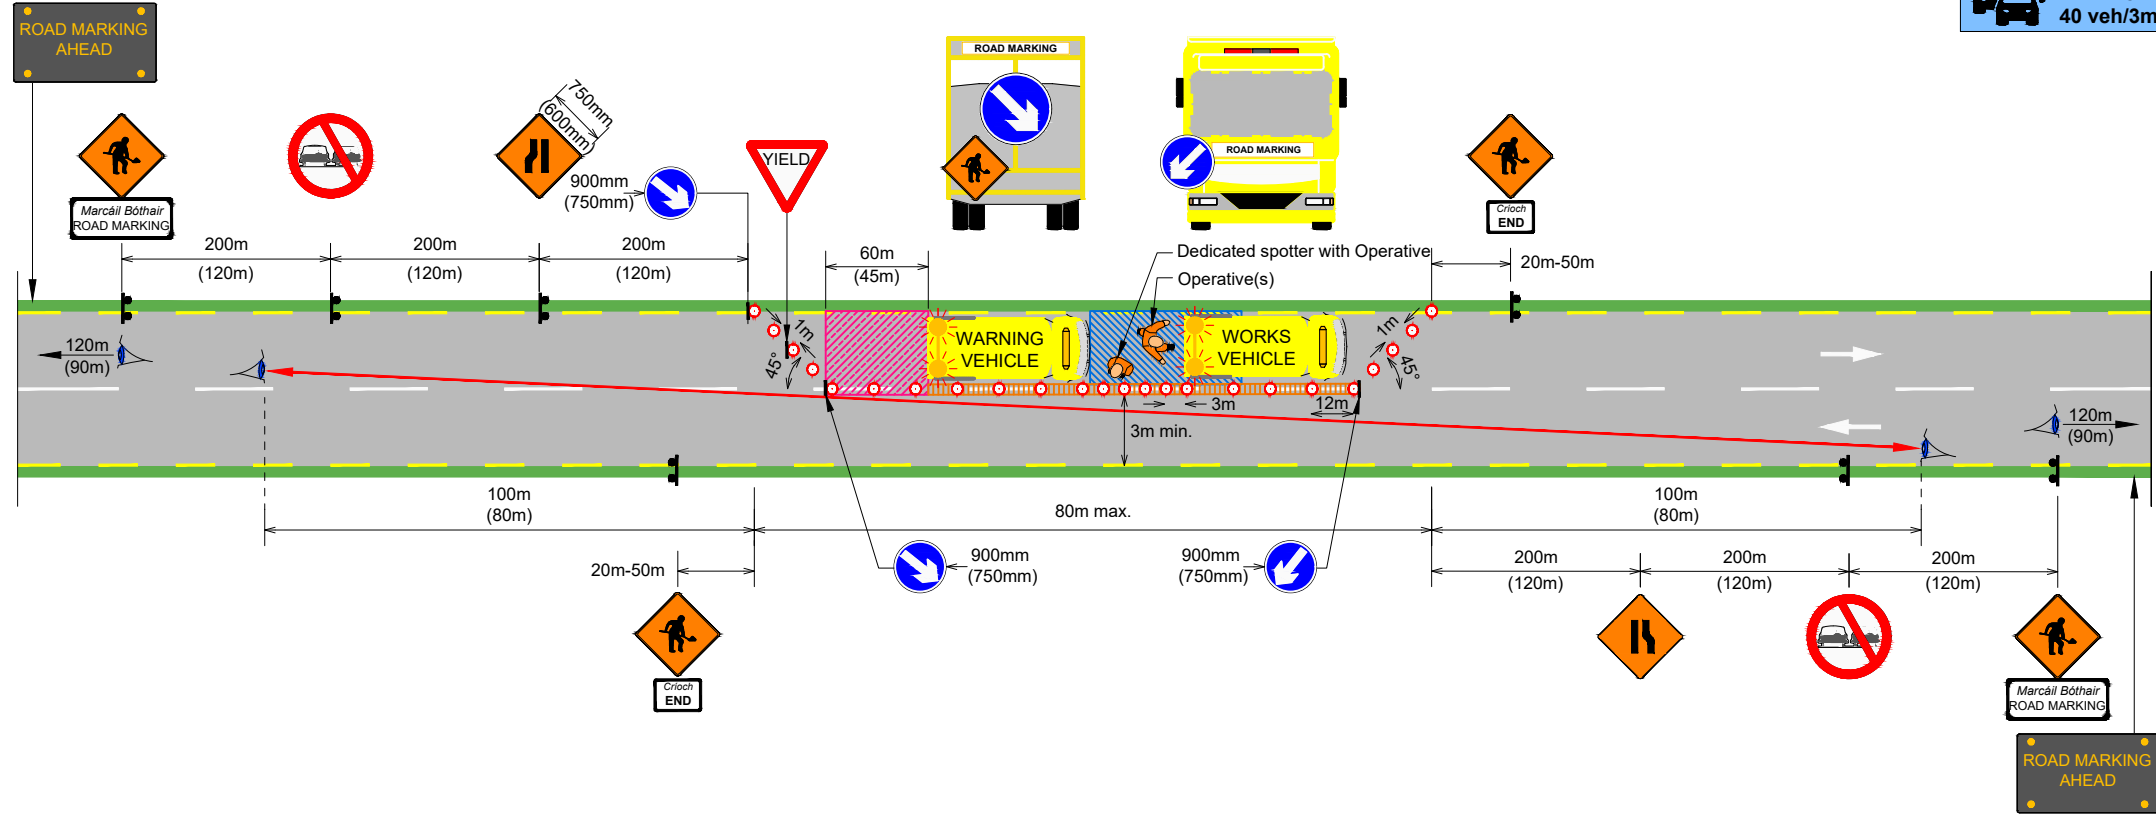 ROAD MARKING
AHEAD
40 veh/3m
ROAD MARKING
750mm
(600mm)
YIELD
900mm
(750mm)
ROAD MARKING
Marcáil Bóthair
ROAD MARKING
Críoch
END
200m
(120m)
200m
(120m)
200m
(120m)
60m
(45m)
Dedicated spotter with Operative
Operative(s)
20m-50m
120m
(90m)
1m
45°
WARNING
VEHICLE
WORKS
VEHICLE
1m
45°
3m
12m
3m min.
120m
(90m)
100m
(80m)
80m max.
100m
(80m)
20m-50m
900mm
(750mm)
900mm
(750mm)
200m
(120m)
200m
(120m)
200m
(120m)
Críoch
END
Marcáil Bóthair
ROAD MARKING
ROAD MARKING
AHEAD